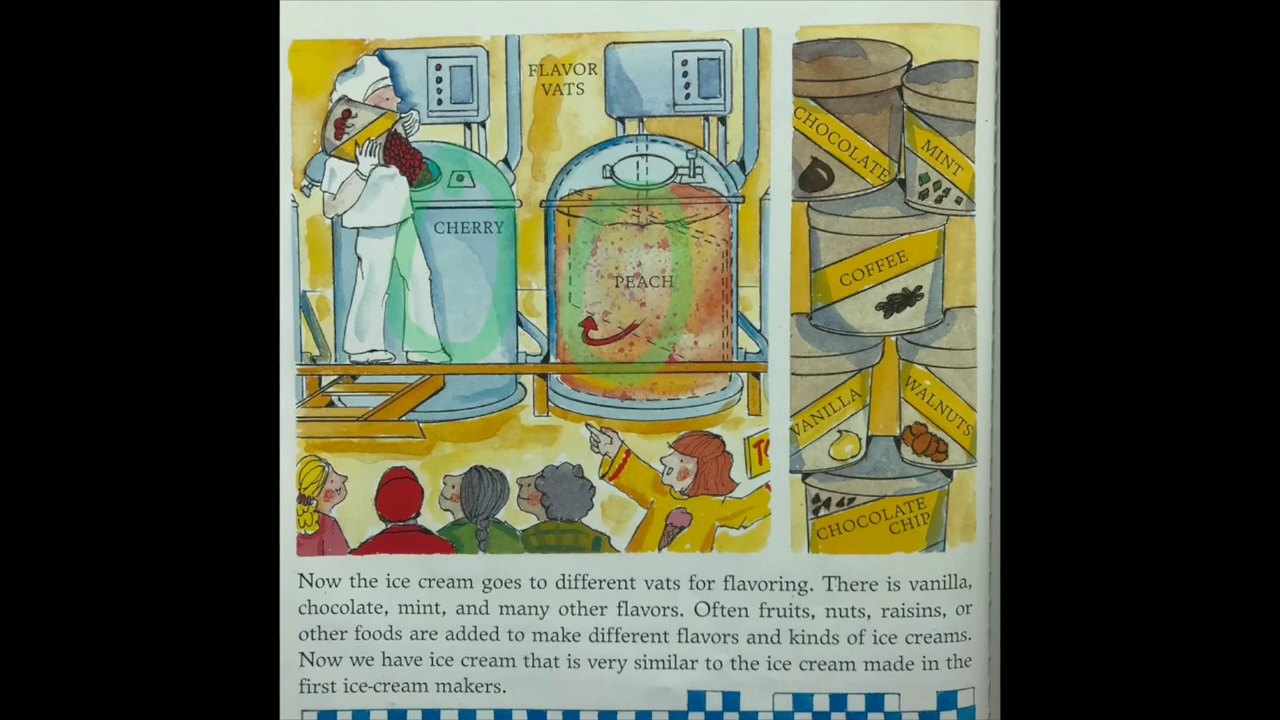 FLAVOR
VATS
CHERRY
PEACH
CHOCOLATE
MINT
COFFEE
VANILLA
WALNUTS
CHOCOLATE
CHIP
Now the ice cream goes to different vats for flavoring. There is vanilla,
chocolate, mint, and many other flavors. Often fruits, nuts, raisins, or
other foods are added to make different flavors and kinds of ice creams.
Now we have ice cream that is very similar to the ice cream made in the
first ice-cream makers.